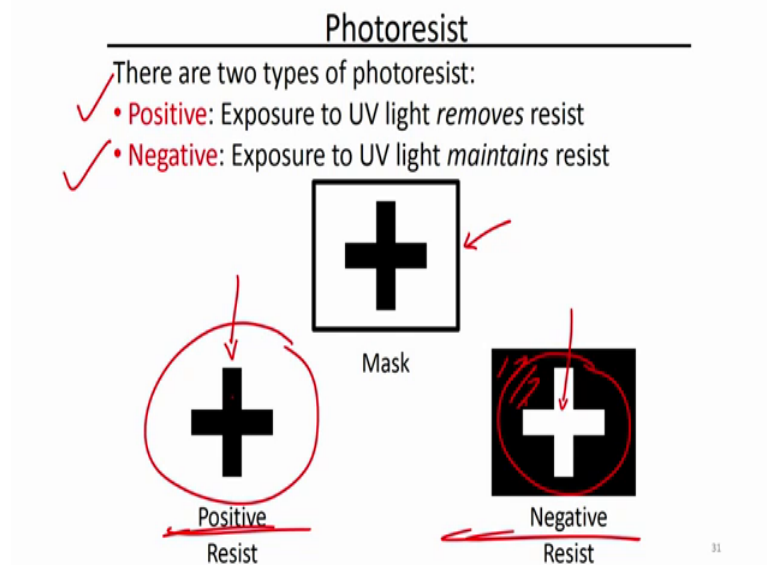 Photoresist
There are two types of photoresist:
• Positive: Exposure to UV light removes resist
• Negative: Exposure to UV light maintains resist
Mask
Positive
Resist
Negative
Resist
31